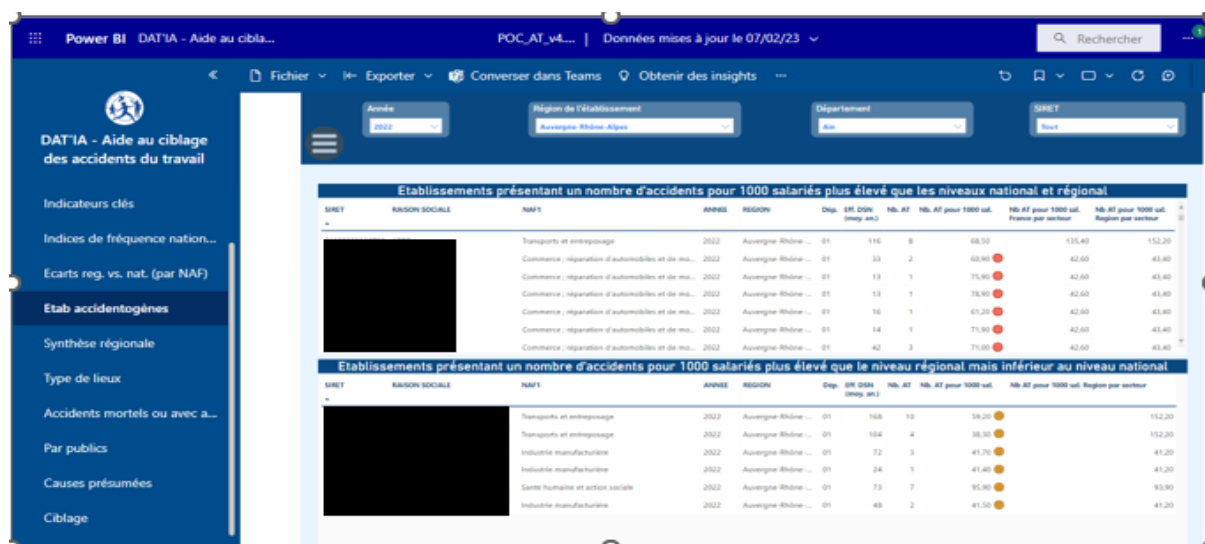 Power BI DAT'IA - Aide au cibla... POC_AT_v4.... | Données mises à jour le 07/02/23 Rechercher ... 1
Fichier Exporter Converser dans Teams Obtenir des insights ...
DAT'IA - Aide au ciblage
des accidents du travail
Indicateurs clés
Indices de fréquence nation...
Ecarts reg. vs. nat. (par NAF)
Etab accidentogènes
Synthèse régionale
Type de lieux
Accidents mortels ou avec a...
Par publics
Causes présumées
Ciblage
Année Région de l'établissement Département SIRET
2022 Auvergne-Rhône-Alpes Ain Tout
Etablissements présentant un nombre d'accidents pour 1000 salariés plus élevé que les niveaux national et régional
SIRET RAISON SOCIALE NAF1 ANNEE REGION Dép. Eff. DSN (moy. an.) Nb. AT Nb. AT pour 1000 sal. Nb AT pour 1000 sal. France par secteur Nb. AT pour 1000 sal. Region par secteur
Transports et entreposage 2022 Auvergne-Rhône-... 01 116 8 68,50 135,40 152,20
Commerce ; réparation d'automobiles et de mo... 2022 Auvergne-Rhône-... 01 33 2 60,90 42,60 43,40
Commerce ; réparation d'automobiles et de mo... 2022 Auvergne-Rhône-... 01 13 1 75,90 42,60 43,40
Commerce ; réparation d'automobiles et de mo... 2022 Auvergne-Rhône-... 01 13 1 78,90 42,60 43,40
Commerce ; réparation d'automobiles et de mo... 2022 Auvergne-Rhône-... 01 16 1 61,20 42,60 43,40
Commerce ; réparation d'automobiles et de mo... 2022 Auvergne-Rhône-... 01 14 1 71,90 42,60 43,40
Commerce ; réparation d'automobiles et de mo... 2022 Auvergne-Rhône-... 01 42 3 71,00 42,60 43,40
Etablissements présentant un nombre d'accidents pour 1000 salariés plus élevé que le niveau régional mais inférieur au niveau national
SIRET RAISON SOCIALE NAF1 ANNEE REGION Dép. Eff. DSN (moy. an.) Nb. AT Nb. AT pour 1000 sal. Nb AT pour 1000 sal. Region par secteur
Transports et entreposage 2022 Auvergne-Rhône-... 01 168 10 59,20 152,20
Transports et entreposage 2022 Auvergne-Rhône-... 01 104 4 38,30 152,20
Industrie manufacturière 2022 Auvergne-Rhône-... 01 72 3 41,70 41,20
Industrie manufacturière 2022 Auvergne-Rhône-... 01 24 1 41,40 41,20
Santé humaine et action sociale 2022 Auvergne-Rhône-... 01 73 7 95,90 93,90
Industrie manufacturière 2022 Auvergne-Rhône-... 01 48 2 41,50 41,20